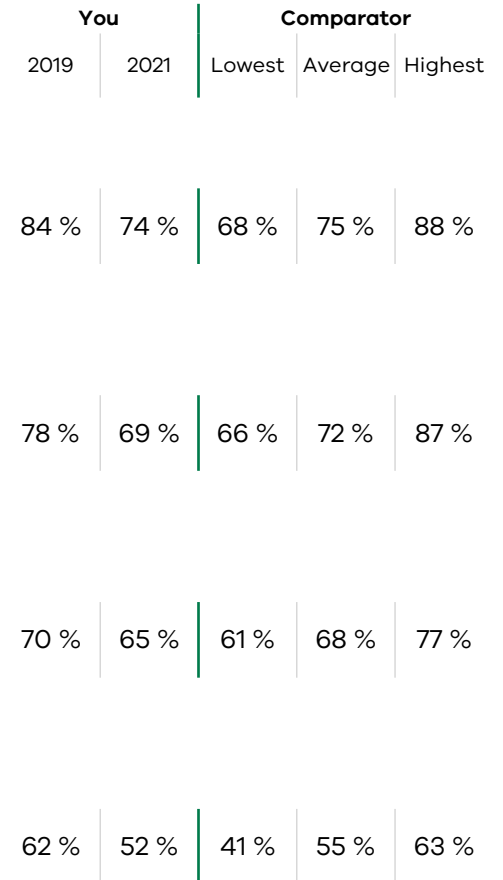 You Comparator
2019 2021 Lowest Average Highest
84 % 74 % 68 % 75 % 88 %
78 % 69 % 66 % 72 % 87 %
70 % 65 % 61 % 68 % 77 %
62 % 52 % 41 % 55 % 63 %